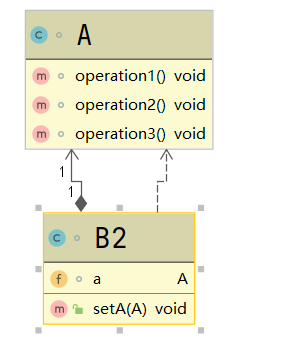 C A
m operation1() void
m operation2() void
m operation3() void
1
1
C B2
f a A
m setA(A) void